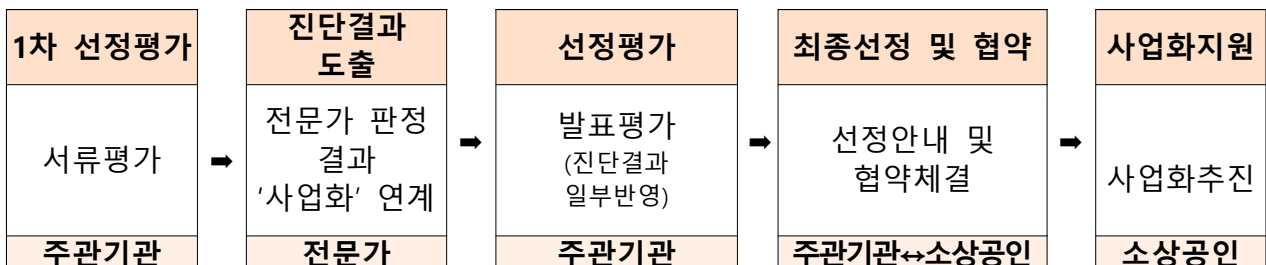 1차 선정평가
서류평가
주관기관
➡
진단결과
도출
전문가 판정
결과
'사업화' 연계
전문가
➡
선정평가
발표평가
(진단결과
일부반영)
주관기관
➡
최종선정 및 협약
선정안내 및
협약체결
주관기관↔소상공인
➡
사업화지원
사업화추진
소상공인